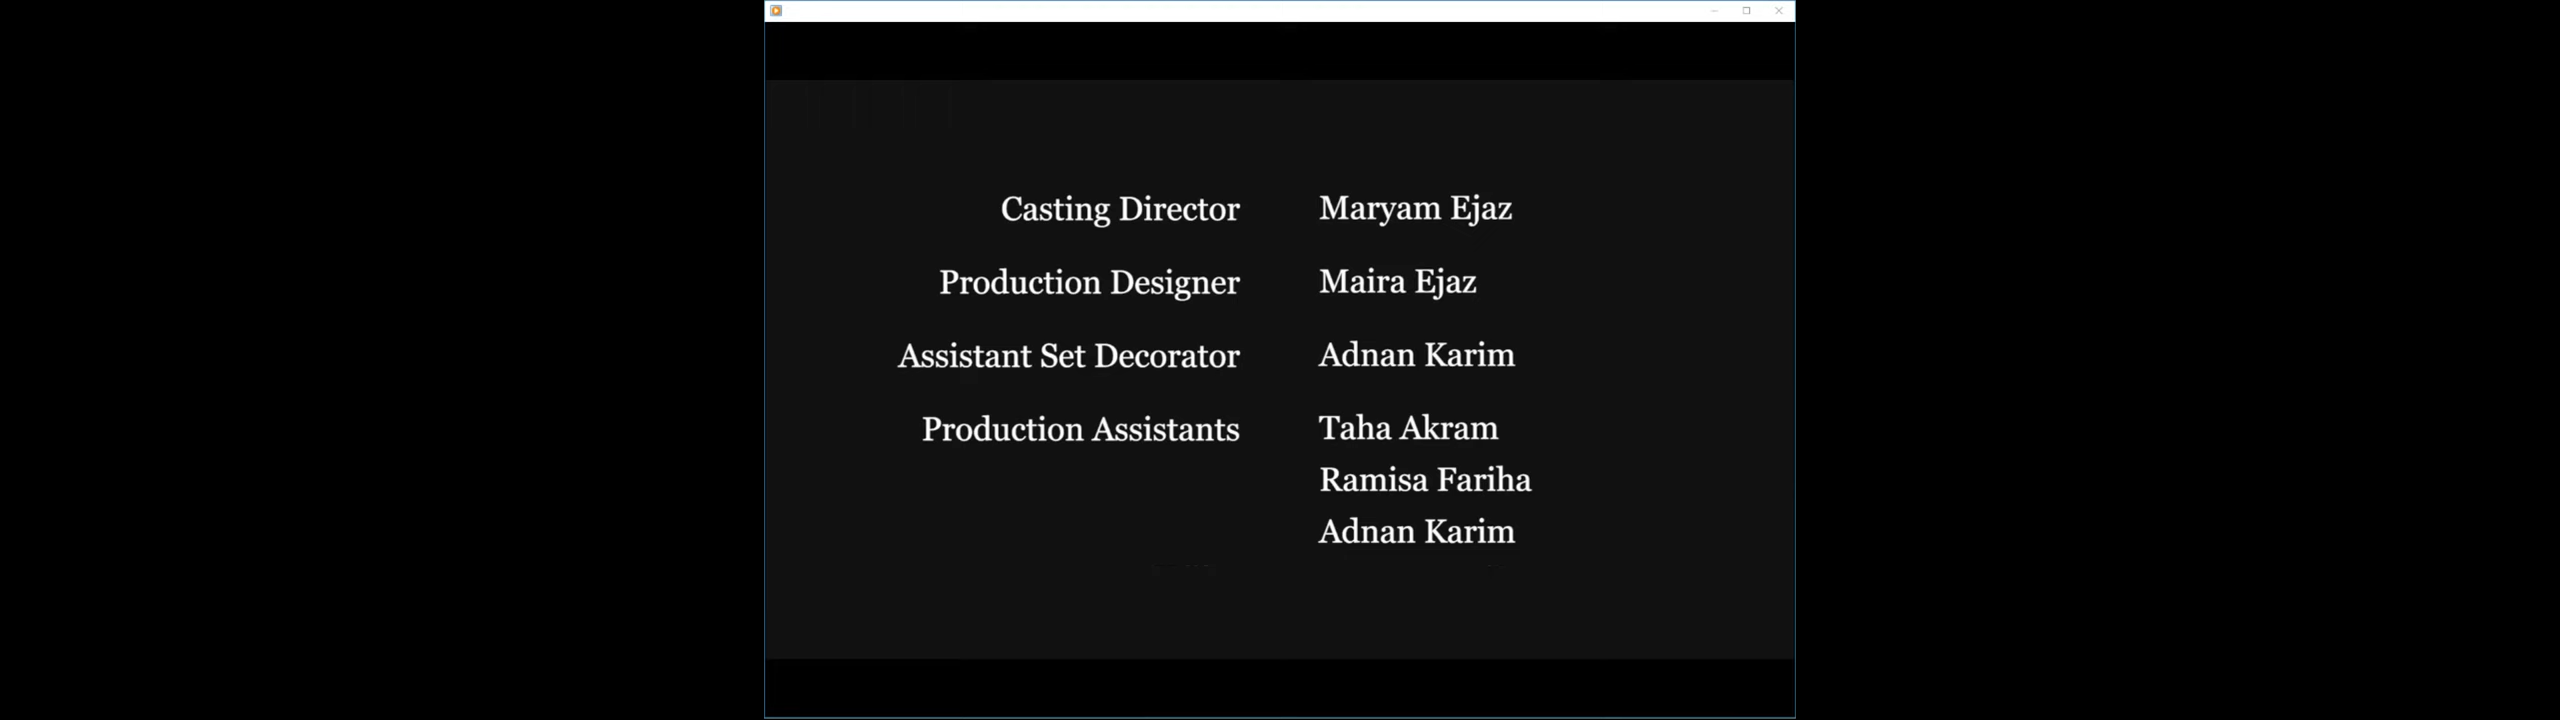 Casting Director Maryam Ejaz
Production Designer Maira Ejaz
Assistant Set Decorator Adnan Karim
Production Assistants Taha Akram
Ramisa Fariha
Adnan Karim